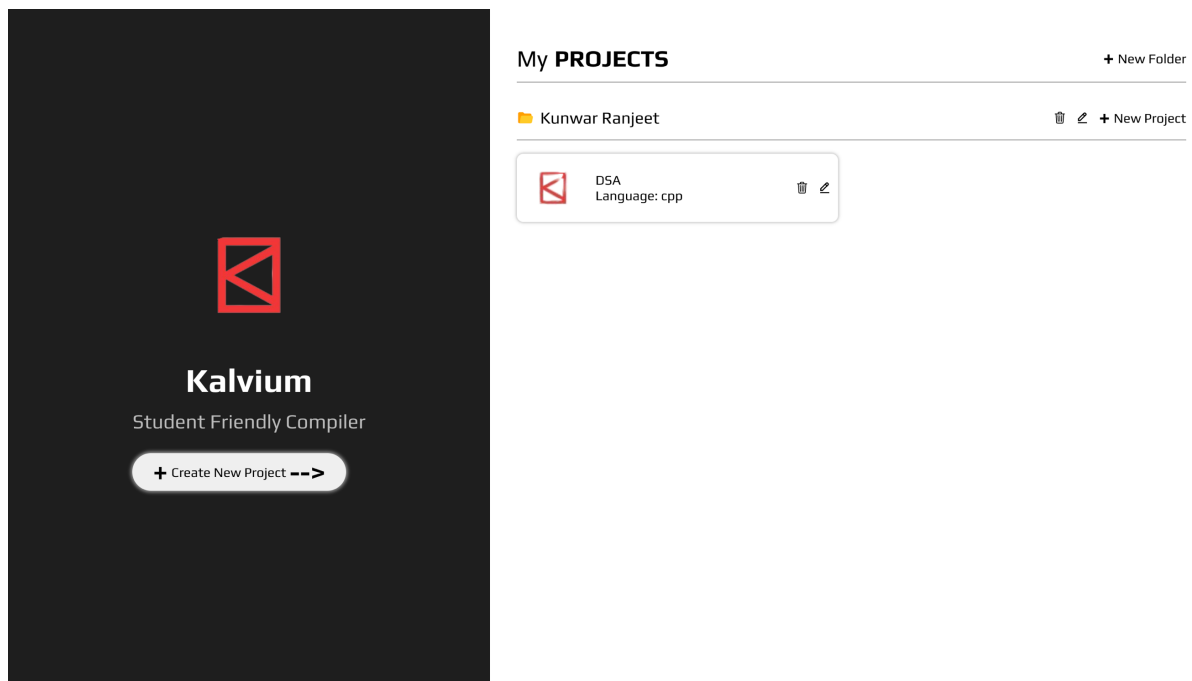 My PROJECTS
+ New Folder
Kunwar Ranjeet
+ New Project
DSA
Language: cpp
Kalvium
Student Friendly Compiler
+ Create New Project -->